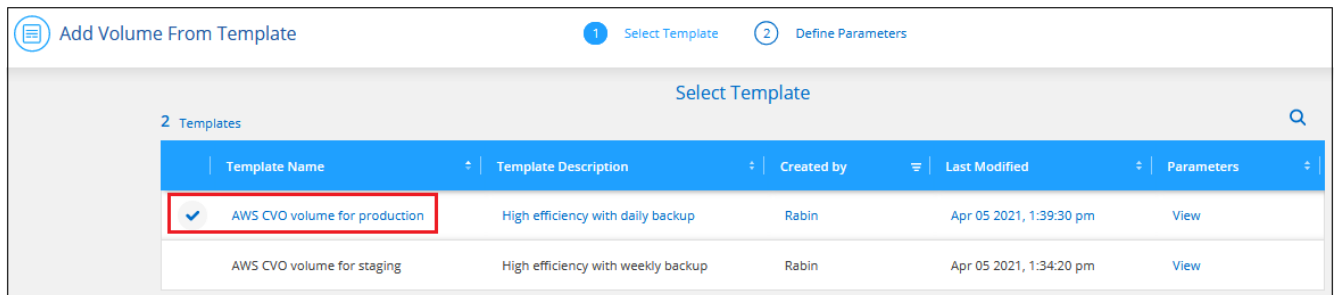 Add Volume From Template 1 Select Template 2 Define Parameters
Select Template
2 Templates
Template Name Template Description Created by Last Modified Parameters
AWS CVO volume for production High efficiency with daily backup Rabin Apr 05 2021, 1:39:30 pm View
AWS CVO volume for staging High efficiency with weekly backup Rabin Apr 05 2021, 1:34:20 pm View